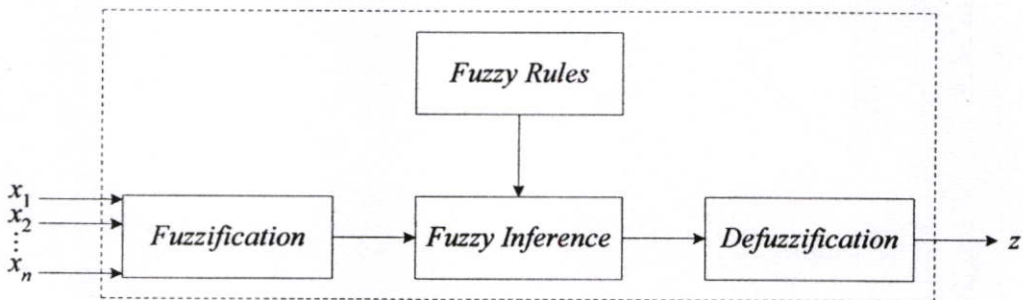 Fuzzy Rules
x₁
x₂
⋮
xₙ
Fuzzification
Fuzzy Inference
Defuzzification
z